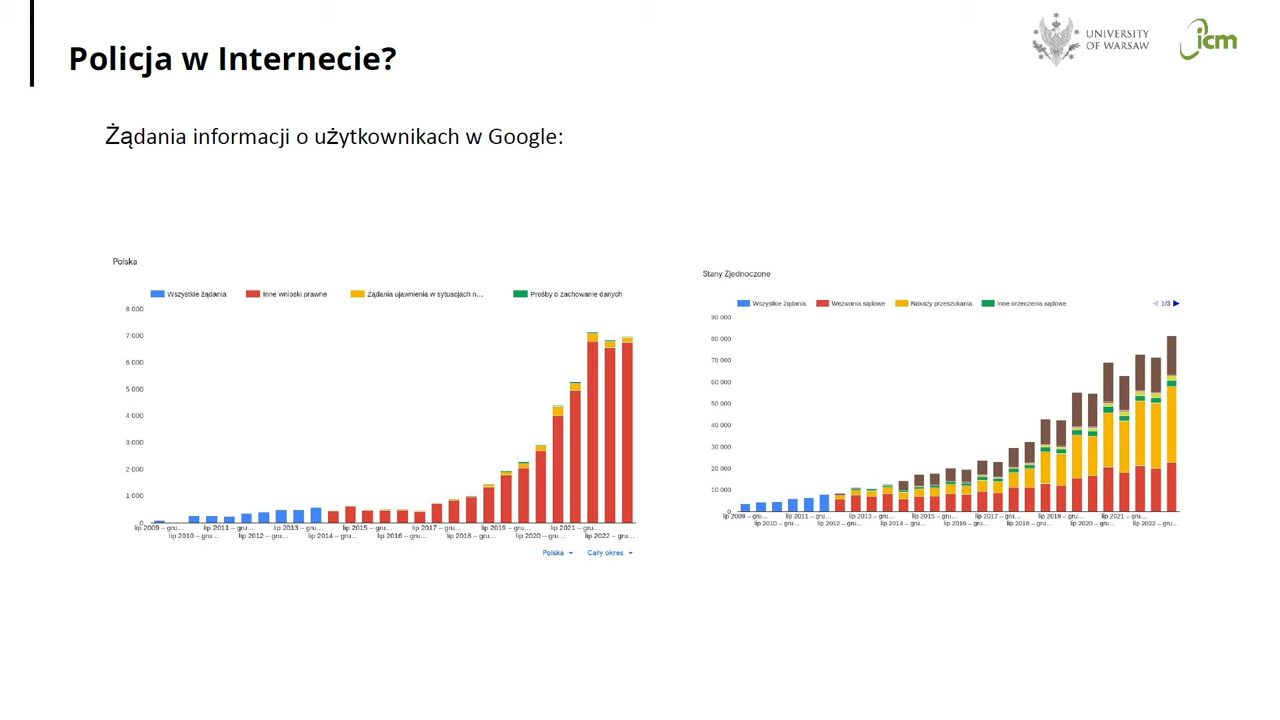 Policja w Internecie?
UNIVERSITY
OF WARSAW
icm
Żądania informacji o użytkownikach w Google:
Polska
Wszystkie żądania
Inne wnioski prawne
Żądania ujawnienia w sytuacjach n…
Prośby o zachowanie danych
8 000
7 000
6 000
5 000
4 000
3 000
2 000
1 000
0
lip 2009 – gru… lip 2011 – gru… lip 2013 – gru… lip 2015 – gru… lip 2017 – gru… lip 2019 – gru… lip 2021 – gru…
lip 2010 – gru… lip 2012 – gru… lip 2014 – gru… lip 2016 – gru… lip 2018 – gru… lip 2020 – gru… lip 2022 – gru…
Polska Cały okres
Stany Zjednoczone
Wszystkie żądania
Wezwania sądowe
Nakazy przeszukania
Inne orzeczenia sądowe
1/3
90 000
80 000
70 000
60 000
50 000
40 000
30 000
20 000
10 000
0
lip 2009 – gru… lip 2011 – gru… lip 2013 – gru… lip 2015 – gru… lip 2017 – gru… lip 2019 – gru… lip 2021 – gru…
lip 2010 – gru… lip 2012 – gru… lip 2014 – gru… lip 2016 – gru… lip 2018 – gru… lip 2020 – gru… lip 2022 – gru…